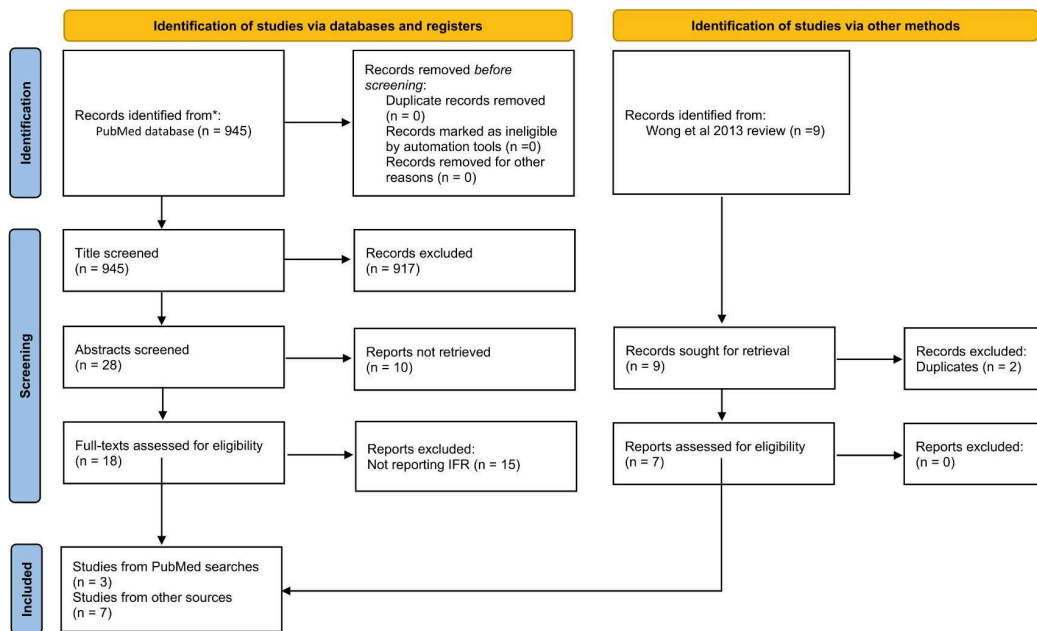 Identification of studies via databases and registers
Identification of studies via other methods
Identification
Records identified from*:
PubMed database (n = 945)
Records removed before
screening:
Duplicate records removed
(n = 0)
Records marked as ineligible
by automation tools (n =0)
Records removed for other
reasons (n = 0)
Records identified from:
Wong et al 2013 review (n =9)
Screening
Title screened
(n = 945)
Records excluded
(n = 917)
Abstracts screened
(n = 28)
Reports not retrieved
(n = 10)
Records sought for retrieval
(n = 9)
Records excluded:
Duplicates (n = 2)
Full-texts assessed for eligibility
(n = 18)
Reports excluded:
Not reporting IFR (n = 15)
Reports assessed for eligibility
(n = 7)
Reports excluded:
(n = 0)
Included
Studies from PubMed searches
(n = 3)
Studies from other sources
(n = 7)